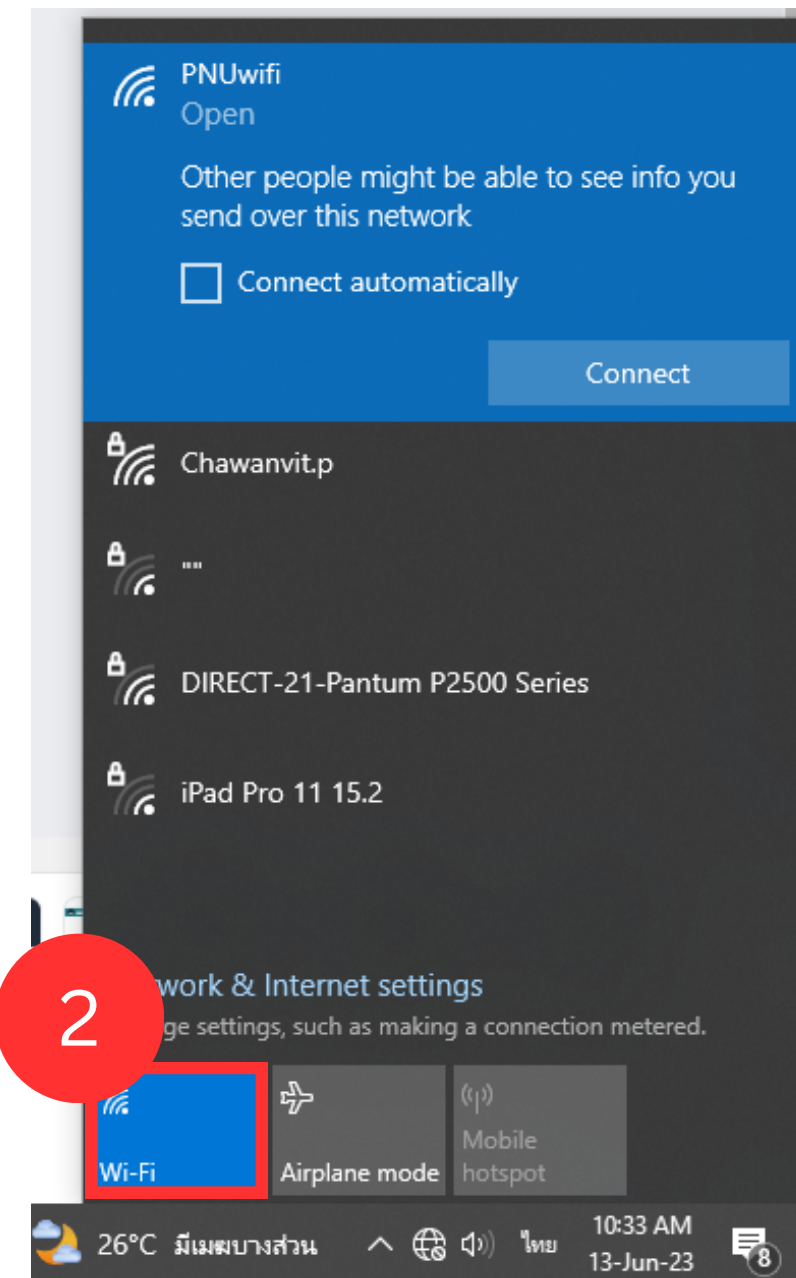 PNUwifi
Open
Other people might be able to see info you
send over this network
Connect automatically
Connect
Chawanvit.p
""
DIRECT-21-Pantum P2500 Series
iPad Pro 11 15.2
work & Internet settings
ge settings, such as making a connection metered.
2
Wi-Fi
Airplane mode
Mobile
hotspot
26°C มีเมฆบางส่วน ไทย 10:33 AM
13-Jun-23
8